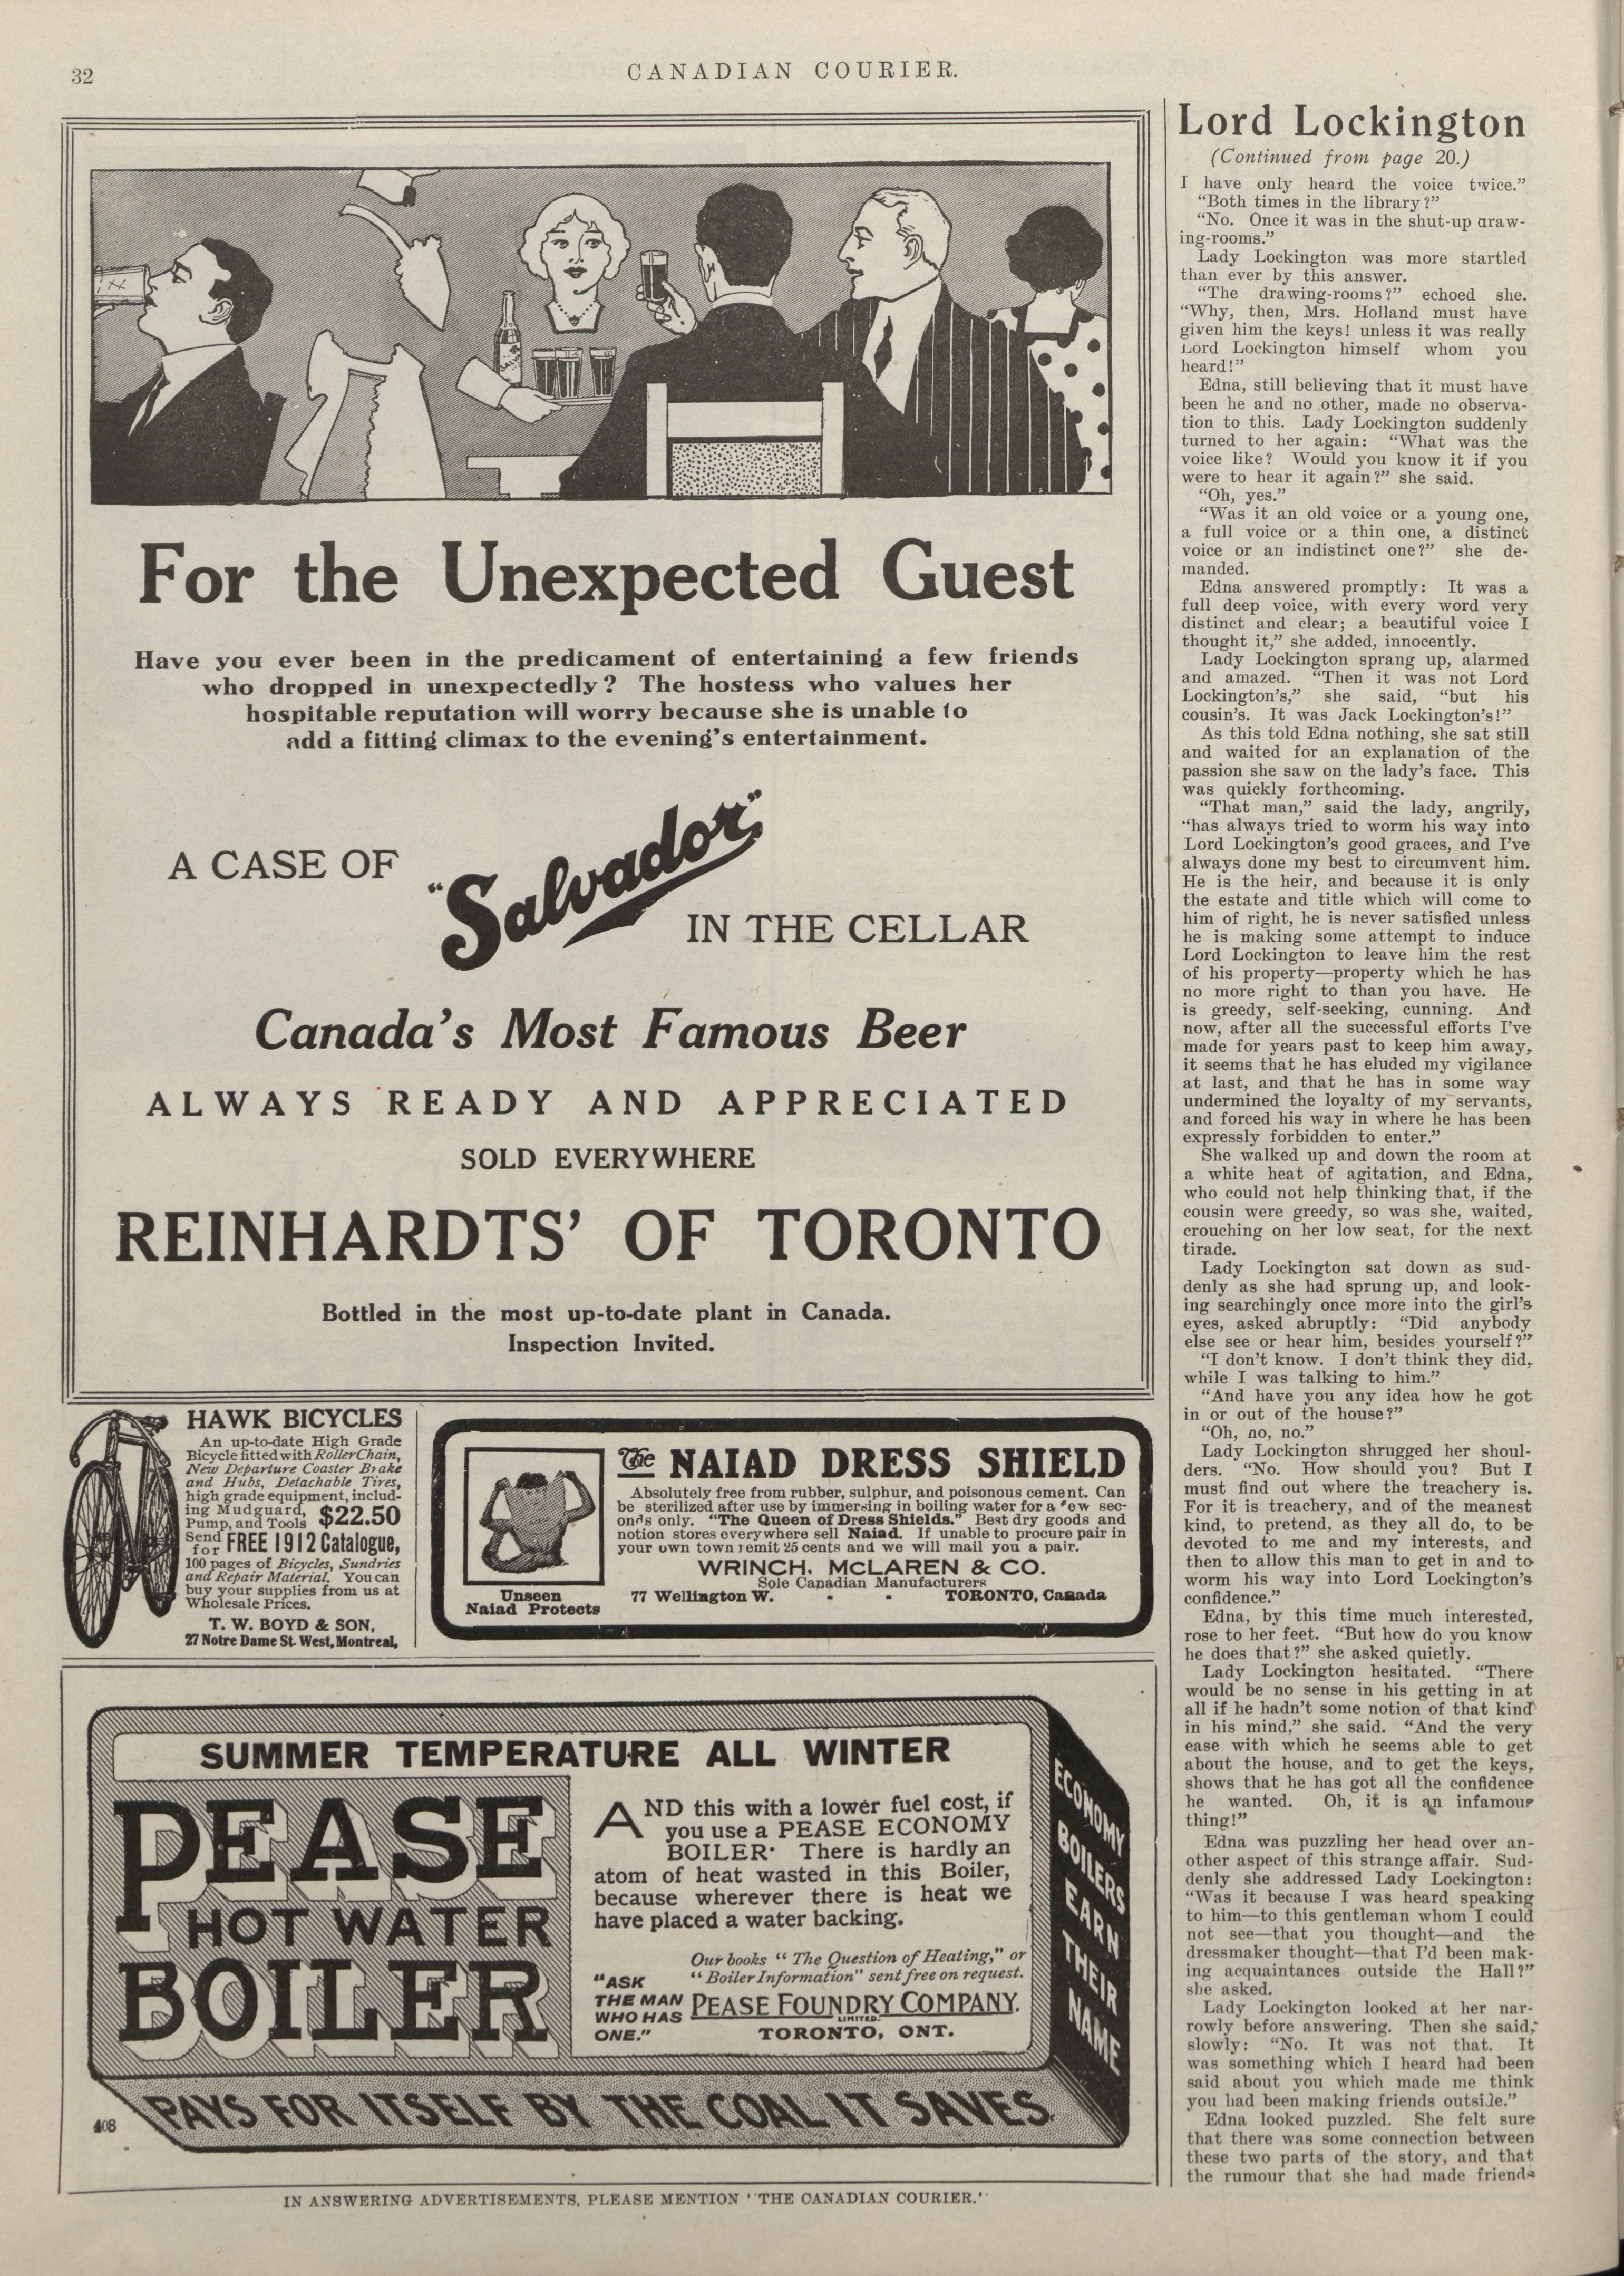 32
CANADIAN COURIER.
For the Unexpected Guest
Have you ever been in the predicament of entertaining a few friends
who dropped in unexpectedly? The hostess who values her
hospitable reputation will worry because she is unable to
add a fitting climax to the evening's entertainment.
A CASE OF
"Salvador"
IN THE CELLAR
Canada's Most Famous Beer
ALWAYS READY AND APPRECIATED
SOLD EVERYWHERE
REINHARDTS' OF TORONTO
Bottled in the most up-to-date plant in Canada.
Inspection Invited.
HAWK BICYCLES
An up-to-date High Grade
Bicycle fitted with Roller Chain,
New Departure Coaster Brake
and Hubs, Detachable Tires,
high grade equipment, includ-
ing Mudguard,
Pump, and Tools $22.50
Send for FREE 1912 Catalogue,
100 pages of Bicycles, Sundries
and Repair Material. You can
buy your supplies from us at
Wholesale Prices.
T. W. BOYD & SON,
27 Notre Dame St. West, Montreal,
Unseen
Naiad Protects
The NAIAD DRESS SHIELD
Absolutely free from rubber, sulphur, and poisonous cement. Can
be sterilized after use by immersing in boiling water for a few sec-
onds only. "The Queen of Dress Shields." Best dry goods and
notion stores everywhere sell Naiad. If unable to procure pair in
your own town remit 25 cents and we will mail you a pair.
WRINCH, McLAREN & CO.
Sole Canadian Manufacturers
77 Wellington W. - - TORONTO, Canada
SUMMER TEMPERATURE ALL WINTER
PEASE
HOT WATER
BOILER
AND this with a lower fuel cost, if
you use a PEASE ECONOMY
BOILER. There is hardly an
atom of heat wasted in this Boiler,
because wherever there is heat we
have placed a water backing.
Our books "The Question of Heating," or
"Boiler Information" sent free on request.
"ASK
THE MAN
WHO HAS
ONE."
PEASE FOUNDRY COMPANY,
LIMITED.
TORONTO, ONT.
ECONOMY
BOILERS
EARN
THEIR
NAME
PAYS FOR ITSELF BY THE COAL IT SAVES.
408
IN ANSWERING ADVERTISEMENTS, PLEASE MENTION "THE CANADIAN COURIER."
Lord Lockington
(Continued from page 20.)
I have only heard the voice twice."
"Both times in the library?"
"No. Once it was in the shut-up draw-
ing-rooms."
Lady Lockington was more startled
than ever by this answer.
"The drawing-rooms?" echoed she.
"Why, then, Mrs. Holland must have
given him the keys! unless it was really
Lord Lockington himself whom you
heard!"
Edna, still believing that it must have
been he and no other, made no observa-
tion to this. Lady Lockington suddenly
turned to her again: "What was the
voice like? Would you know it if you
were to hear it again?" she said.
"Oh, yes."
"Was it an old voice or a young one,
a full voice or a thin one, a distinct
voice or an indistinct one?" she de-
manded.
Edna answered promptly: It was a
full deep voice, with every word very
distinct and clear; a beautiful voice I
thought it," she added, innocently.
Lady Lockington sprang up, alarmed
and amazed. "Then it was not Lord
Lockington's," she said, "but his
cousin's. It was Jack Lockington's!"
As this told Edna nothing, she sat still
and waited for an explanation of the
passion she saw on the lady's face. This
was quickly forthcoming.
"That man," said the lady, angrily,
"has always tried to worm his way into
Lord Lockington's good graces, and I've
always done my best to circumvent him.
He is the heir, and because it is only
the estate and title which will come to
him of right, he is never satisfied unless
he is making some attempt to induce
Lord Lockington to leave him the rest
of his property—property which he has
no more right to than you have. He
is greedy, self-seeking, cunning. And
now, after all the successful efforts I've
made for years past to keep him away,
it seems that he has eluded my vigilance
at last, and that he has in some way
undermined the loyalty of my servants,
and forced his way in where he has been
expressly forbidden to enter."
She walked up and down the room at
a white heat of agitation, and Edna,
who could not help thinking that, if the
cousin were greedy, so was she, waited,
crouching on her low seat, for the next
tirade.
Lady Lockington sat down as sud-
denly as she had sprung up, and look-
ing searchingly once more into the girl's
eyes, asked abruptly: "Did anybody
else see or hear him, besides yourself?"
"I don't know. I don't think they did,
while I was talking to him."
"And have you any idea how he got
in or out of the house?"
"Oh, no, no."
Lady Lockington shrugged her shoul-
ders. "No. How should you? But I
must find out where the treachery is.
For it is treachery, and of the meanest
kind, to pretend, as they all do, to be
devoted to me and my interests, and
then to allow this man to get in and to
worm his way into Lord Lockington's
confidence."
Edna, by this time much interested,
rose to her feet. "But how do you know
he does that?" she asked quietly.
Lady Lockington hesitated. "There
would be no sense in his getting in at
all if he hadn't some notion of that kind
in his mind," she said. "And the very
ease with which he seems able to get
about the house, and to get the keys,
shows that he has got all the confidence
he wanted. Oh, it is an infamous
thing!"
Edna was puzzling her head over an-
other aspect of this strange affair. Sud-
denly she addressed Lady Lockington:
"Was it because I was heard speaking
to him—to this gentleman whom I could
not see—that you thought—and the
dressmaker thought—that I'd been mak-
ing acquaintances outside the Hall?"
she asked.
Lady Lockington looked at her nar-
rowly before answering. Then she said,
slowly: "No. It was not that. It
was something which I heard had been
said about you which made me think
you had been making friends outside."
Edna looked puzzled. She felt sure
that there was some connection between
these two parts of the story, and that
the rumour that she had made friends